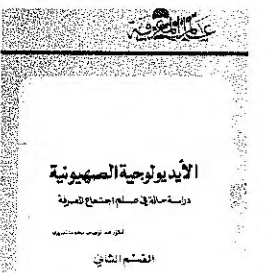 عالم المعرفة
الأيديولوجية الصهيونية
دراسة حالة في علم اجتماع المعرفة
القسم الثاني